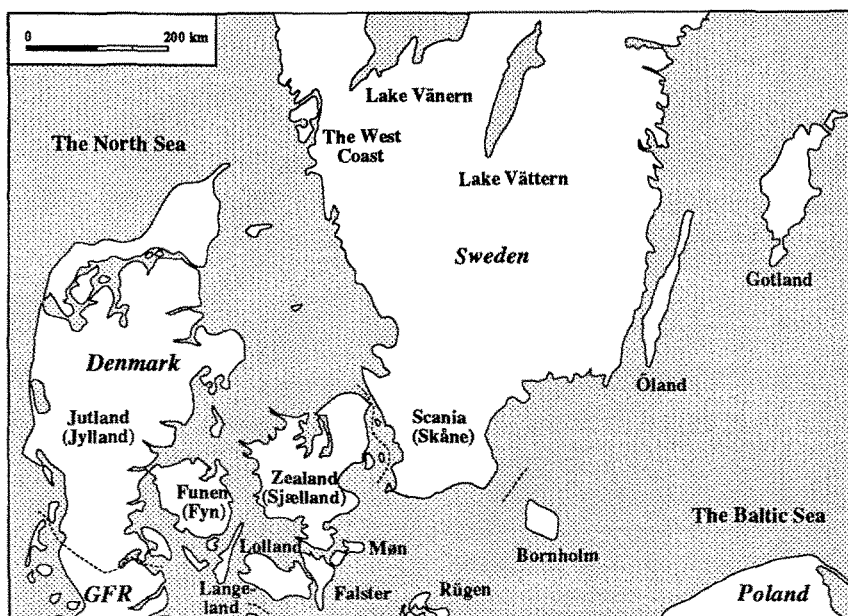 0 200 km
Lake Vänern
The West
Coast
The North Sea
Lake Vättern
Sweden
Gotland
Denmark
Öland
Jutland
(Jylland)
Scania
(Skåne)
Zealand
(Sjælland)
Funen
(Fyn)
The Baltic Sea
Lolland
Møn
Bornholm
GFR
Lange-
land
Falster
Rügen
Poland